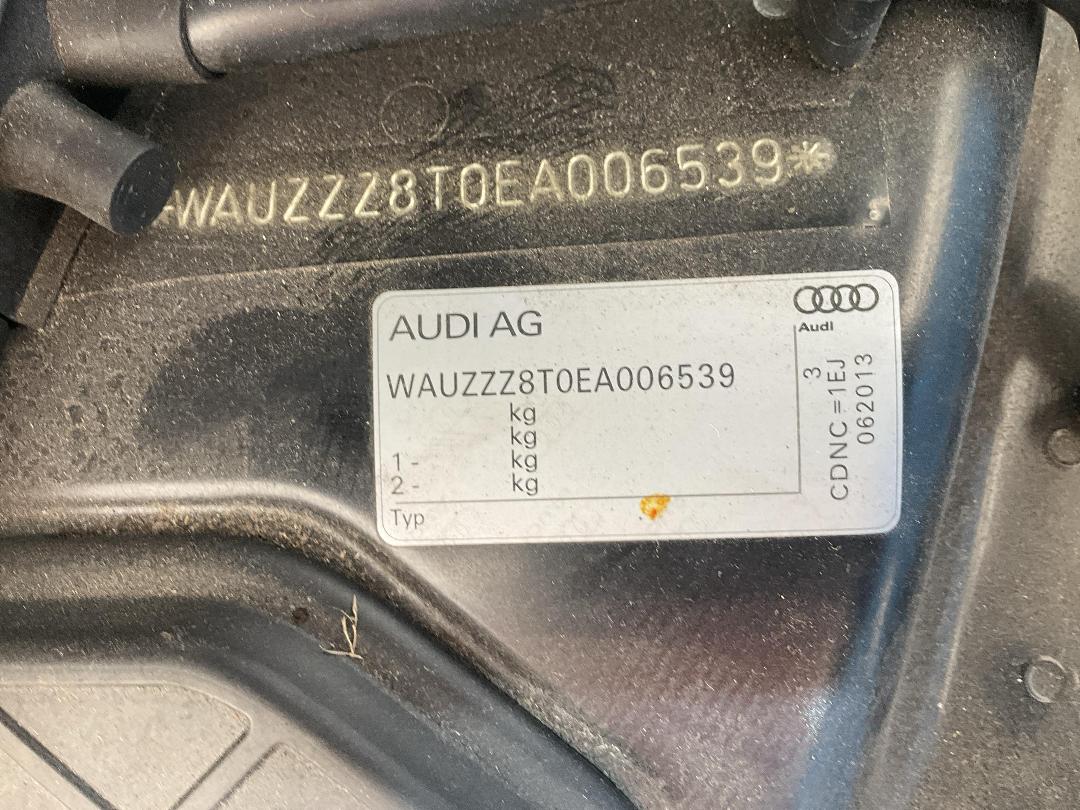 *WAUZZZ8T0EA006539*
AUDI AG
Audi
WAUZZZ8T0EA006539
kg
kg
1 - kg
2 - kg
Typ
3
CDNC=1EJ
062013